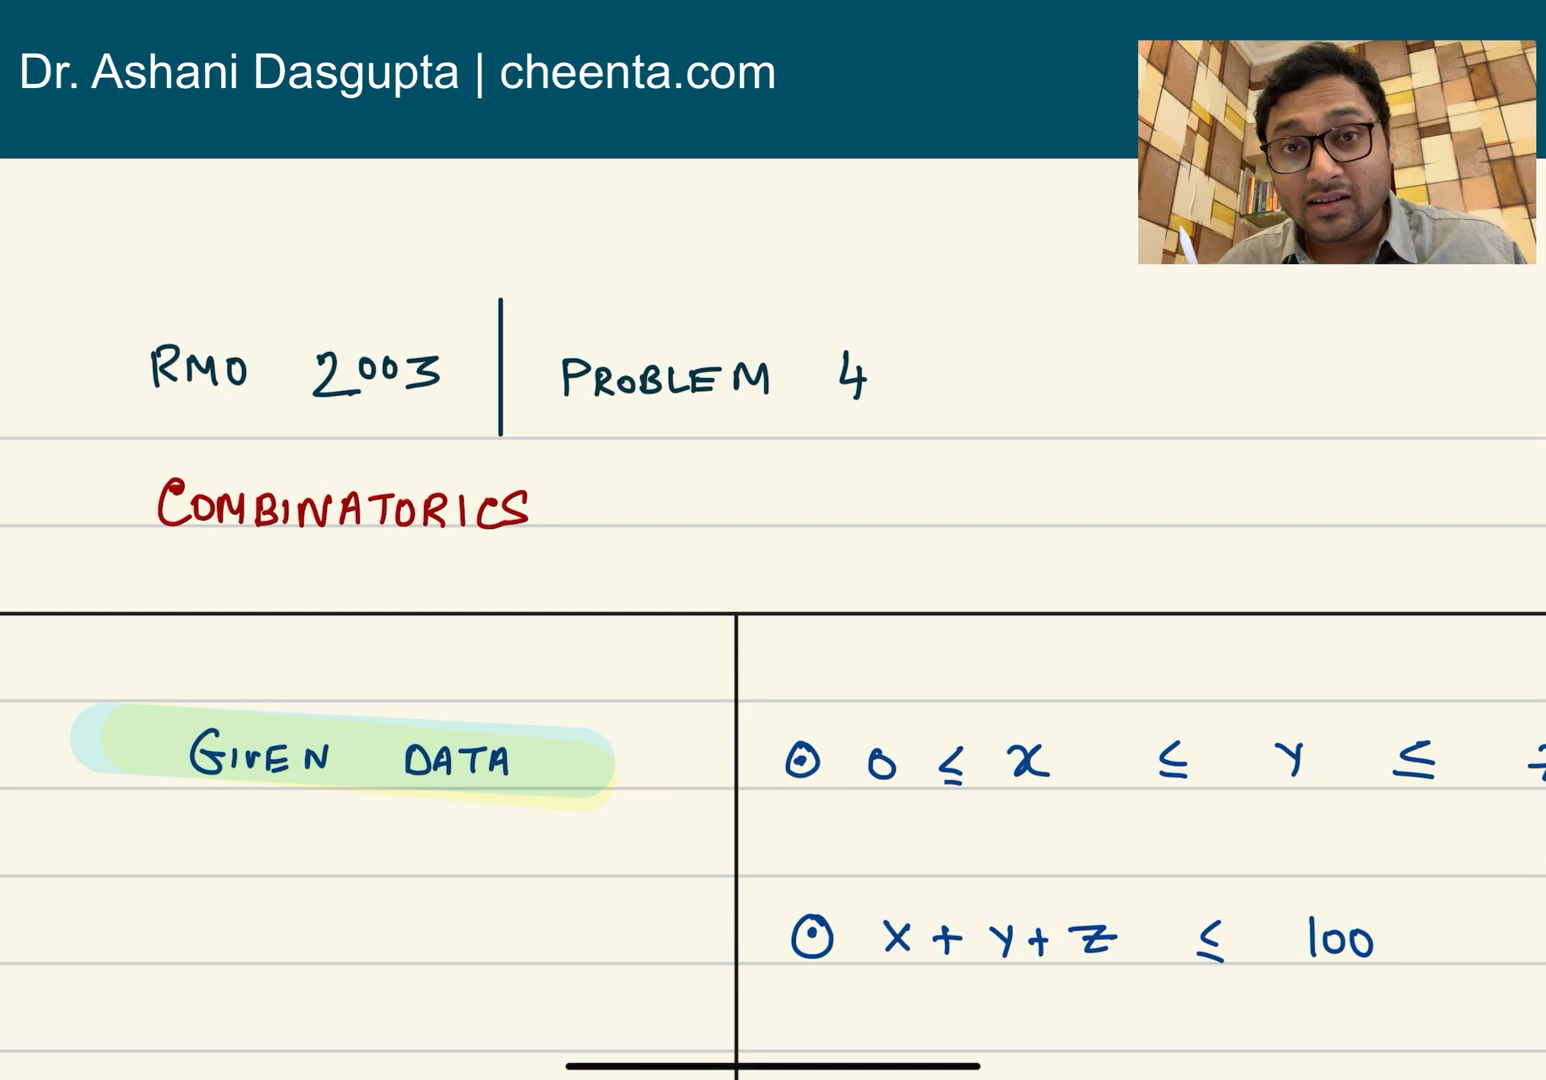 Dr. Ashani Dasgupta | cheenta.com
RMO 2003 | PROBLEM 4
COMBINATORICS
GIVEN DATA
⊙ 0 ≤ x ≤ y ≤
⊙ x + y + z ≤ 100